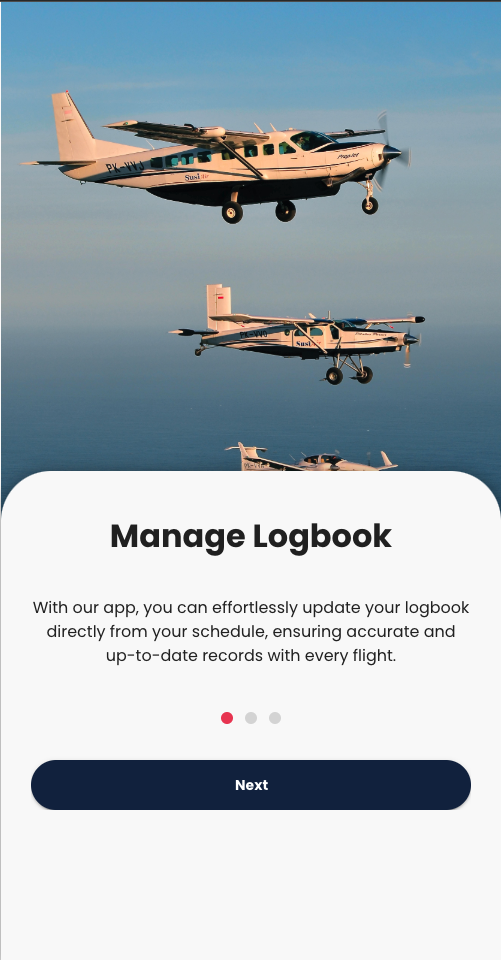 PK-VVJ
Susi Air
Manage Logbook
With our app, you can effortlessly update your logbook
directly from your schedule, ensuring accurate and
up-to-date records with every flight.
Next